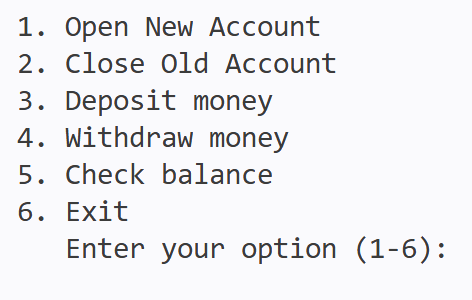 1. Open New Account
2. Close Old Account
3. Deposit money
4. Withdraw money
5. Check balance
6. Exit
Enter your option (1-6):